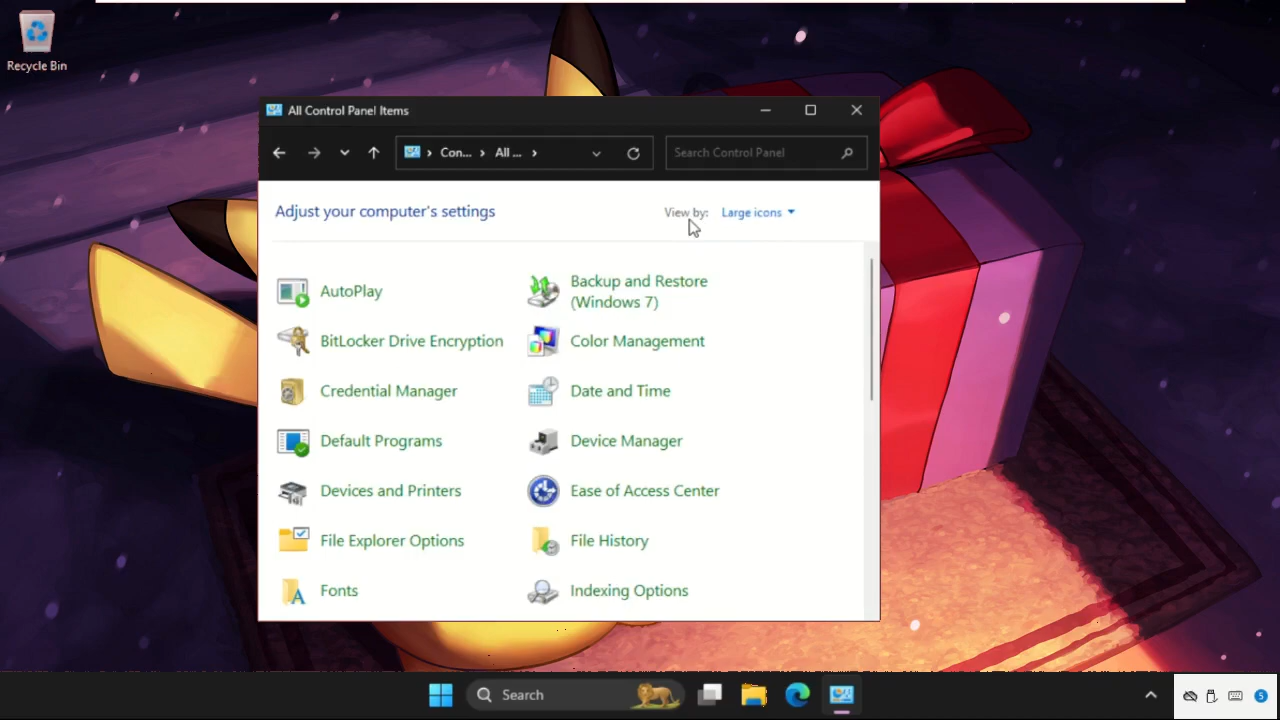 Recycle Bin
All Control Panel Items
Con... All ...
Search Control Panel
Adjust your computer's settings
View by: Large icons
AutoPlay
Backup and Restore
(Windows 7)
BitLocker Drive Encryption
Color Management
Credential Manager
Date and Time
Default Programs
Device Manager
Devices and Printers
Ease of Access Center
File Explorer Options
File History
Fonts
Indexing Options
Search
5